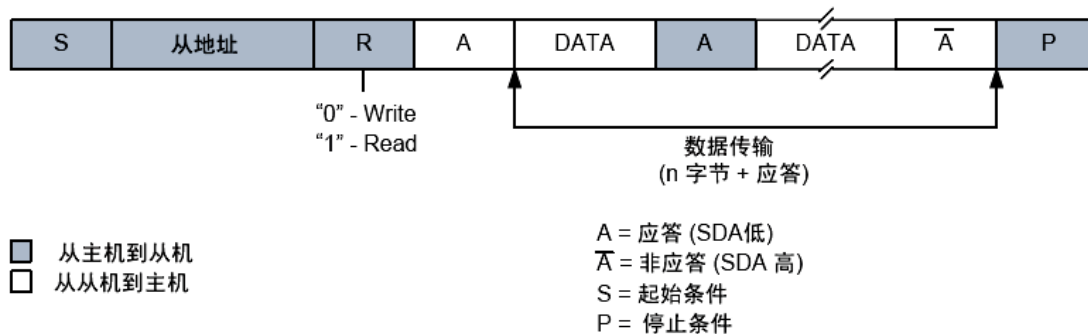 S 从地址 R A DATA A DATA A̅ P
“0” - Write
“1” - Read
数据传输
(n 字节 + 应答)
从主机到从机
从从机到主机
A = 应答 (SDA低)
A̅ = 非应答 (SDA 高)
S = 起始条件
P = 停止条件